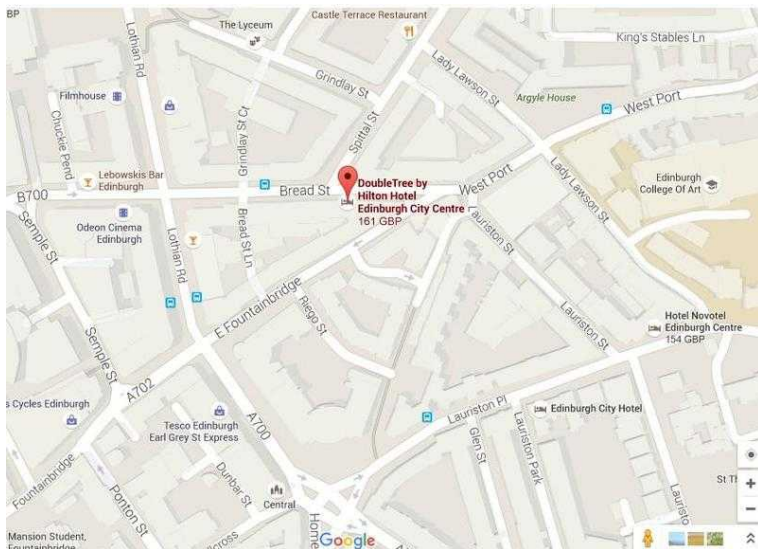 BP
The Lyceum
Castle Terrace Restaurant
King's Stables Ln
Lothian Rd
Grindlay St
Lady Lawson St
Filmhouse
Argyle House
West Port
Chuckie Pend
Grindlay St Ct
Spittal St
Lebowskis Bar
Edinburgh
B700
Bread St
West Port
Lady Lawson St
Edinburgh
College Of Art
DoubleTree by
Hilton Hotel
Edinburgh City Centre
161 GBP
Semple St
Odeon Cinema
Edinburgh
Lothian Rd
Bread St Ln
Lauriston St
E Fountainbridge
Riego St
Lauriston St
Semple St
Hotel Novotel
Edinburgh Centre
154 GBP
A702
s Cycles Edinburgh
Tesco Edinburgh
Earl Grey St Express
A700
Lauriston Pl
Edinburgh City Hotel
Fountainbridge
Ponton St
Dunbar St
Central
Glen St
Lauriston Park
Lauristo
St Th
Mansion Student,
Fountainbridge
llcross
Home
Google